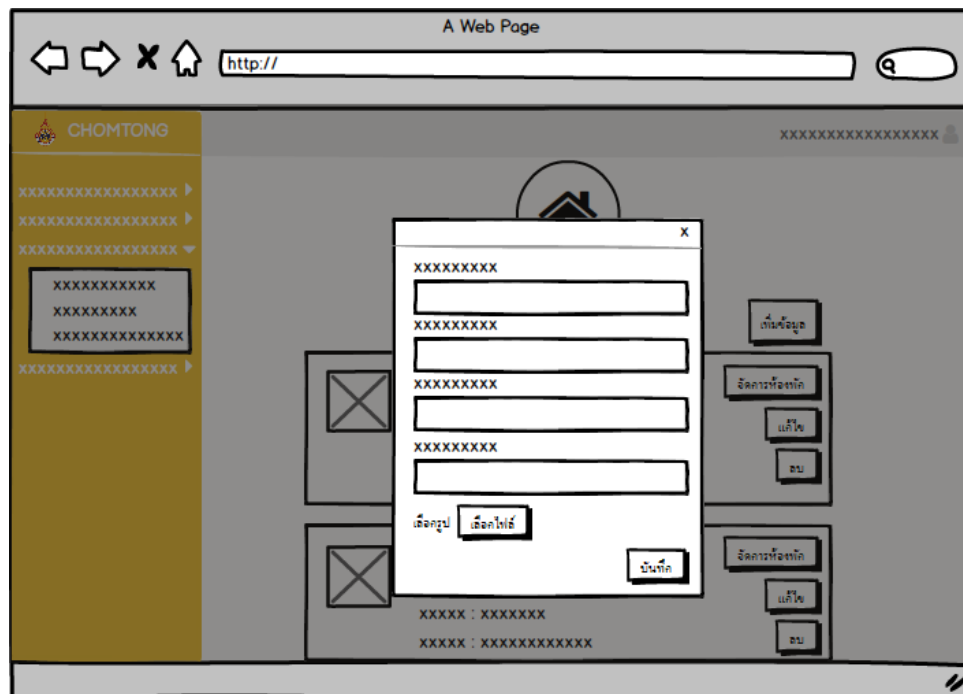 A Web Page
http://
CHOMTONG
xxxxxxxxxxxxxxxxx
xxxxxxxxxxxxxxxxx
xxxxxxxxxxxxxxxxx
xxxxxxxxxxxxxxxxx
xxxxxxxxxxx
xxxxxxxxx
xxxxxxxxxxxxxx
xxxxxxxxxxxxxxxxx
x
xxxxxxxxx
xxxxxxxxx
xxxxxxxxx
xxxxxxxxx
เลือกรูป เลือกไฟล์
บันทึก
เพิ่มข้อมูล
จัดการห้องพัก
แก้ไข
ลบ
จัดการห้องพัก
แก้ไข
ลบ
xxxxx : xxxxxxx
xxxxx : xxxxxxxxxxxx